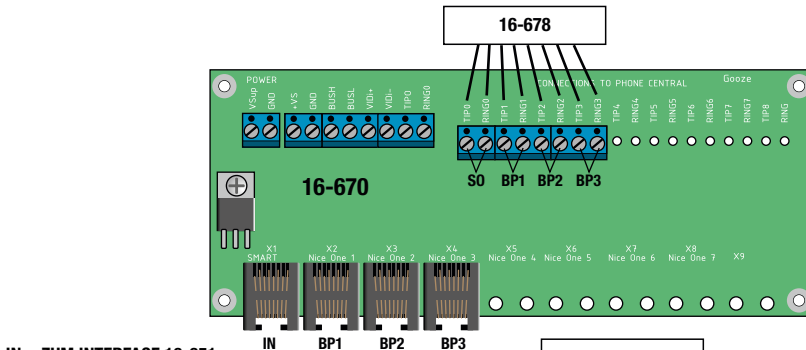 16-678
POWER
CONNECTIONS TO PHONE CENTRAL
Gooze
VSup
GND
+VS
GND
BUSH
BUSL
VIDI+
VIDI-
TIPO
RINGO
TIP0
RING0
TIP1
RING1
TIP2
RING2
TIP3
RING3
TIP4
RING4
TIP5
RING5
TIP6
RING6
TIP7
RING7
TIP8
RING
SO BP1 BP2 BP3
16-670
X1 X2 X3 X4 X5 X6 X7 X8 X9
SMART Nice One 1 Nice One 2 Nice One 3 Nice One 4 Nice One 5 Nice One 6 Nice One 7
IN BP1 BP2 BP3